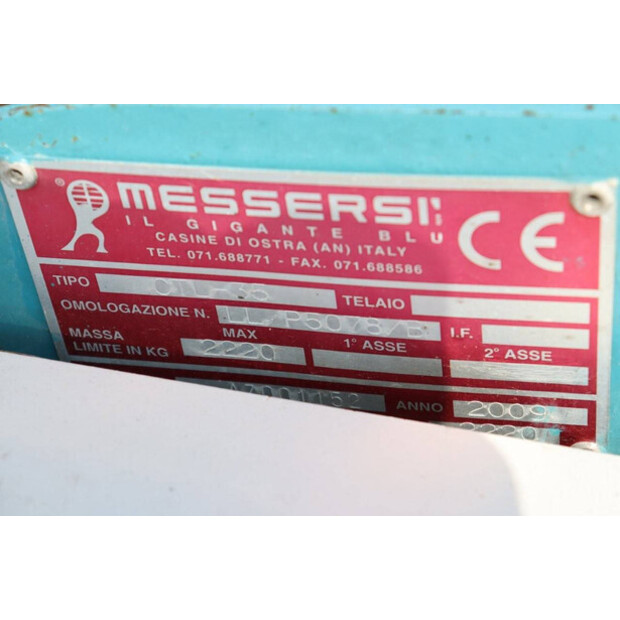 ® MESSERSI'
IL GIGANTE BLU
CASINE DI OSTRA (AN) ITALY
TEL. 071.688771 - FAX. 071.688586
CE
TIPO TELAIO
OMOLOGAZIONE N. I.F.
MASSA LIMITE IN KG MAX 2220 1° ASSE 2° ASSE
ANNO 2009
2220